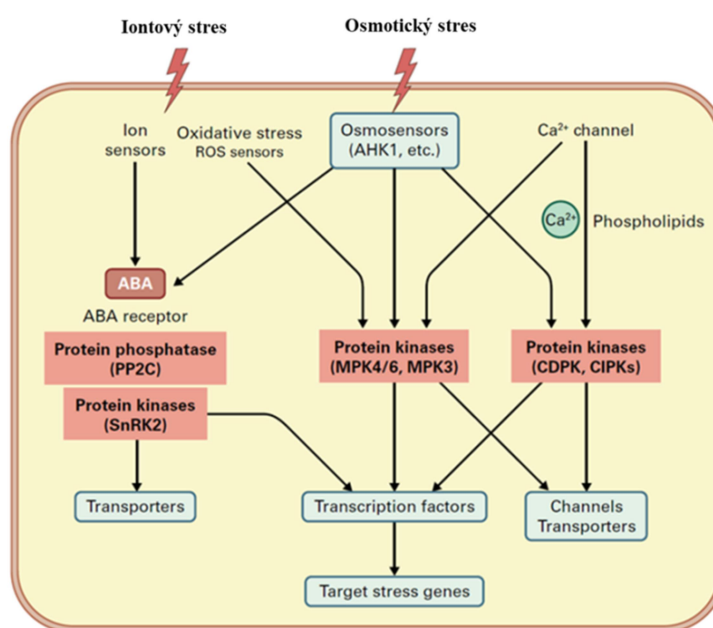 Iontový stres
Osmotický stres
Ion
sensors
Oxidative stress
ROS sensors
Osmosensors
(AHK1, etc.)
Ca²⁺ channel
Ca²⁺
Phospholipids
ABA
ABA receptor
Protein phosphatase
(PP2C)
Protein kinases
(SnRK2)
Protein kinases
(MPK4/6, MPK3)
Protein kinases
(CDPK, CIPKs)
Transporters
Transcription factors
Channels
Transporters
Target stress genes